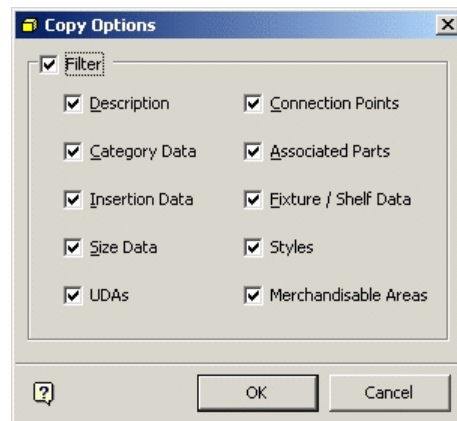 Copy Options
Filter
Description
Connection Points
Category Data
Associated Parts
Insertion Data
Fixture / Shelf Data
Size Data
Styles
UDAs
Merchandisable Areas
?
OK
Cancel